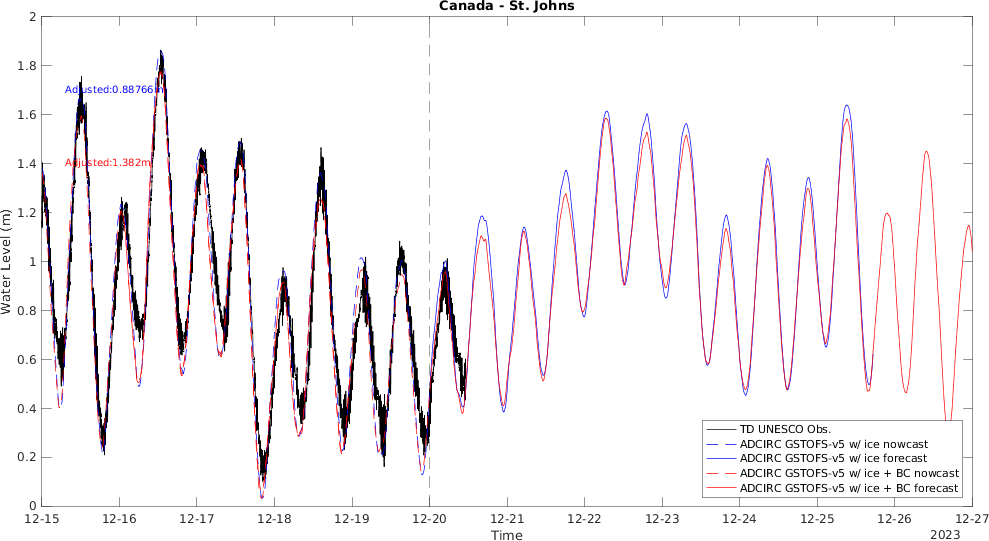 Canada - St. Johns
2
1.8
Adjusted:0.88766m
1.6
1.4
Adjusted:1.382m
1.2
Water Level (m)
1
0.8
0.6
0.4
0.2
0
TD UNESCO Obs.
ADCIRC GSTOFS-v5 w/ ice nowcast
ADCIRC GSTOFS-v5 w/ ice forecast
ADCIRC GSTOFS-v5 w/ ice + BC nowcast
ADCIRC GSTOFS-v5 w/ ice + BC forecast
12-15 12-16 12-17 12-18 12-19 12-20 12-21 12-22 12-23 12-24 12-25 12-26 12-27
Time
2023